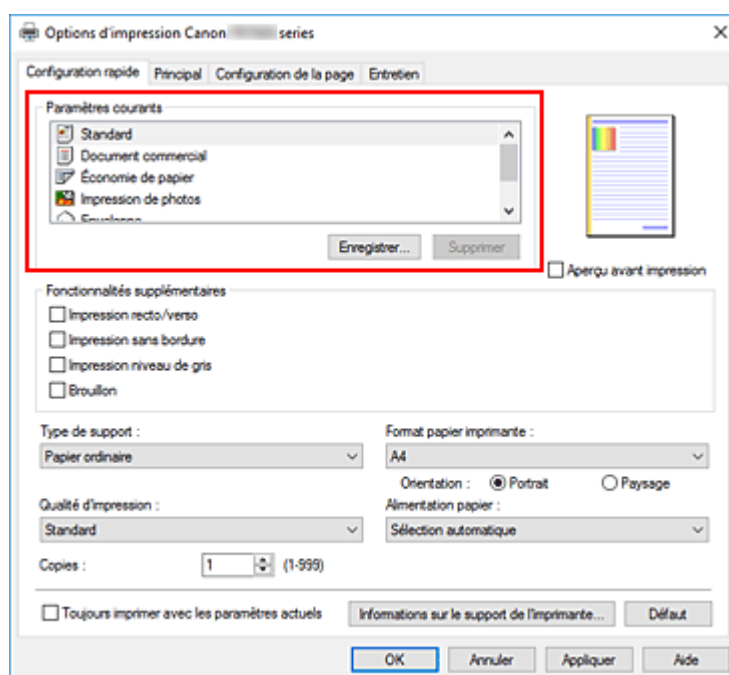 Options d'impression Canon series
Configuration rapide Principal Configuration de la page Entretien
Paramètres courants
Standard
Document commercial
Économie de papier
Impression de photos
Enregistrer... Supprimer
Aperçu avant impression
Fonctionnalités supplémentaires
Impression recto/verso
Impression sans bordure
Impression niveau de gris
Brouillon
Type de support : Format papier imprimante :
Papier ordinaire A4
Orientation : Portrait Paysage
Qualité d'impression : Alimentation papier :
Standard Sélection automatique
Copies : 1 (1-999)
Toujours imprimer avec les paramètres actuels Informations sur le support de l'imprimante... Défaut
OK Annuler Appliquer Aide